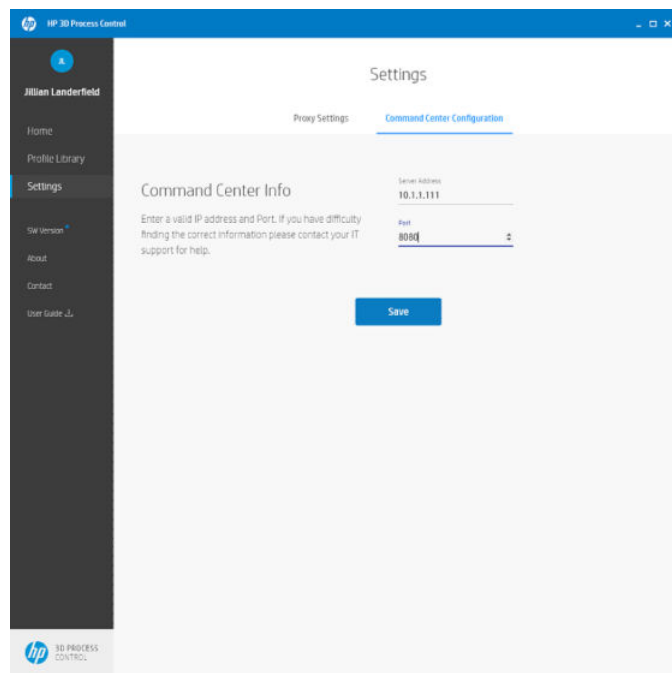 hp HP 3D Process Control
JL
Jillian Landerfield
Home
Profile Library
Settings
SW Version
About
Contact
User Guide
hp 3D PROCESS
CONTROL
Settings
Proxy Settings Command Center Configuration
Command Center Info
Enter a valid IP address and Port. If you have difficulty
finding the correct information please contact your IT
support for help.
Server Address
10.1.1.111
Port
8080
Save